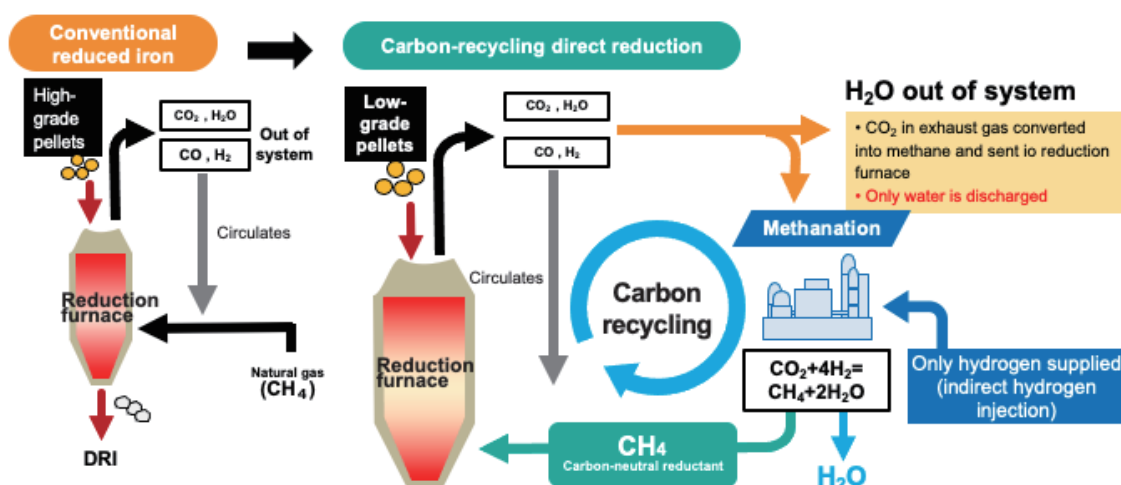 Conventional
reduced iron
Carbon-recycling direct reduction
High-
grade
pellets
CO₂ , H₂O
CO , H₂
Out of
system
Circulates
Reduction
furnace
Natural gas
(CH₄)
DRI
Low-
grade
pellets
CO₂ , H₂O
CO , H₂
Circulates
Reduction
furnace
Carbon
recycling
H₂O out of system
• CO₂ in exhaust gas converted
into methane and sent io reduction
furnace
• Only water is discharged
Methanation
CO₂+4H₂=
CH₄+2H₂O
Only hydrogen supplied
(indirect hydrogen
injection)
CH₄
Carbon-neutral reductant
H₂O